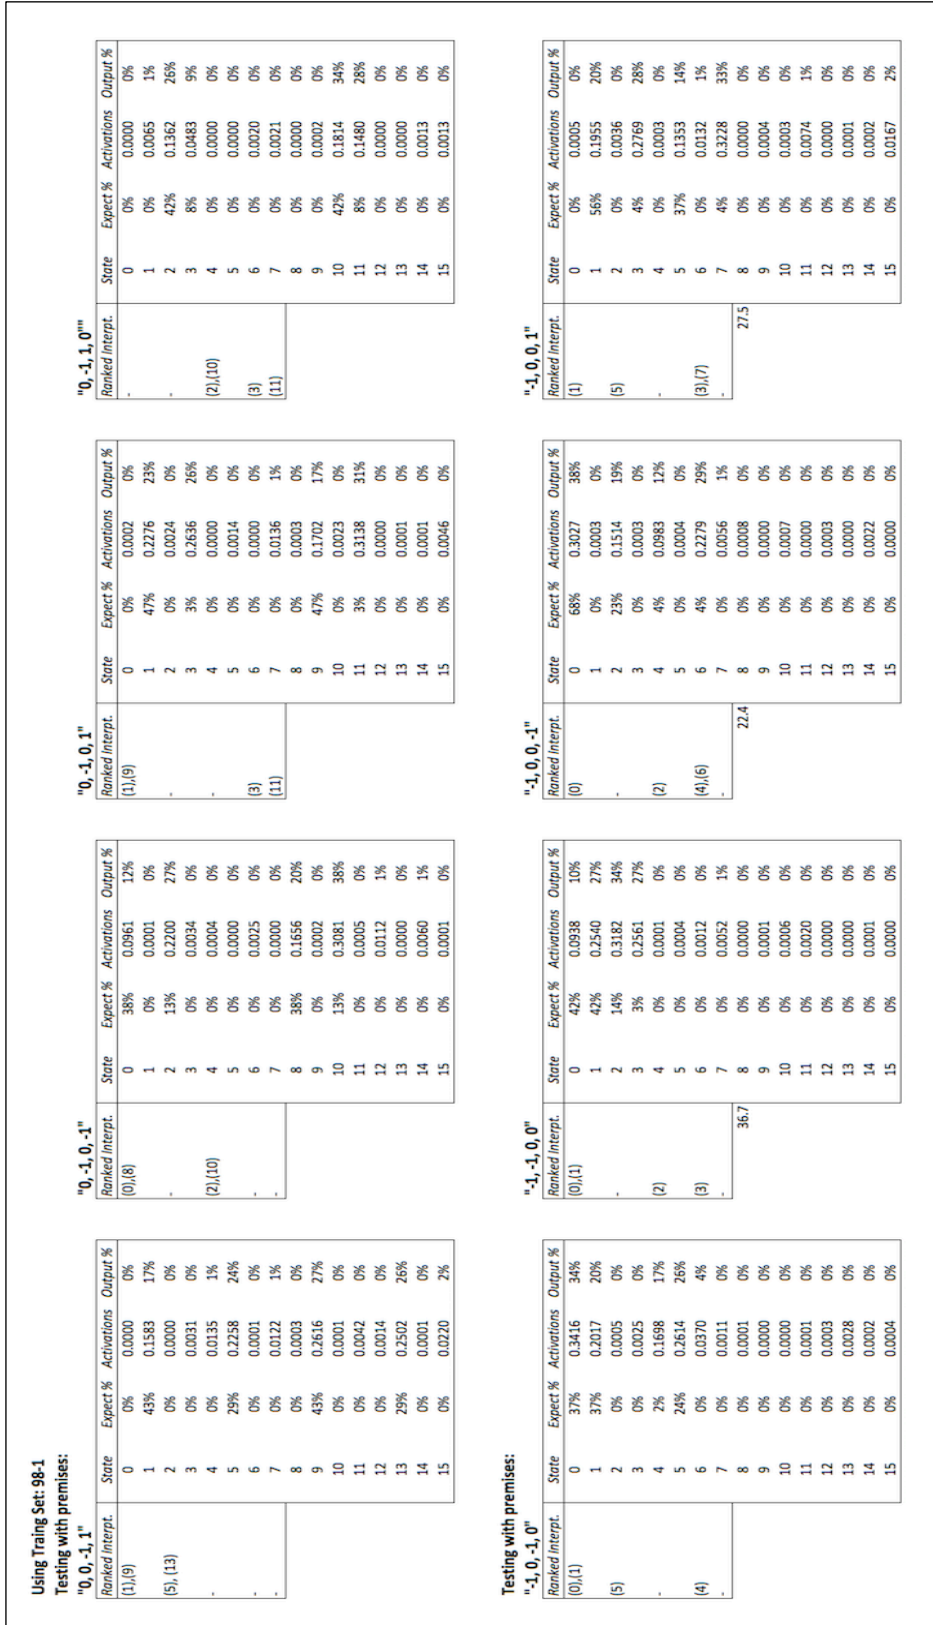 Using Traing Set: 98-1
Testing with premises:
"0, 0, -1, 1"
Ranked Interpt. State Expect % Activations Output %
(1),(9) 0 0% 0.0000 0%
1 43% 0.1583 17%
(5), (13) 2 0% 0.0000 0%
3 0% 0.0031 0%
- 4 0% 0.0135 1%
5 29% 0.2258 24%
- 6 0% 0.0001 0%
- 7 0% 0.0122 1%
8 0% 0.0003 0%
9 43% 0.2616 27%
10 0% 0.0001 0%
11 0% 0.0042 0%
12 0% 0.0014 0%
13 29% 0.2502 26%
14 0% 0.0001 0%
15 0% 0.0220 2%
"0, -1, 0, -1"
Ranked Interpt. State Expect % Activations Output %
(0),(8) 0 38% 0.0961 12%
1 0% 0.0001 0%
- 2 13% 0.2200 27%
3 0% 0.0034 0%
(2),(10) 4 0% 0.0004 0%
5 0% 0.0000 0%
- 6 0% 0.0025 0%
- 7 0% 0.0000 0%
8 38% 0.1656 20%
9 0% 0.0002 0%
10 13% 0.3081 38%
11 0% 0.0005 0%
12 0% 0.0112 1%
13 0% 0.0000 0%
14 0% 0.0060 1%
15 0% 0.0001 0%
"0, -1, 0, 1"
Ranked Interpt. State Expect % Activations Output %
(1),(9) 0 0% 0.0002 0%
1 47% 0.2276 23%
- 2 0% 0.0024 0%
3 3% 0.2636 26%
- 4 0% 0.0000 0%
5 0% 0.0014 0%
(3) 6 0% 0.0000 0%
(11) 7 0% 0.0136 1%
8 0% 0.0003 0%
9 47% 0.1702 17%
10 0% 0.0023 0%
11 3% 0.3138 31%
12 0% 0.0000 0%
13 0% 0.0001 0%
14 0% 0.0001 0%
15 0% 0.0046 0%
"0, -1, 1, 0""
Ranked Interpt. State Expect % Activations Output %
- 0 0% 0.0000 0%
1 0% 0.0065 1%
- 2 42% 0.1362 26%
3 8% 0.0483 9%
(2),(10) 4 0% 0.0000 0%
5 0% 0.0000 0%
(3) 6 0% 0.0020 0%
(11) 7 0% 0.0021 0%
8 0% 0.0000 0%
9 0% 0.0002 0%
10 42% 0.1814 34%
11 8% 0.1480 28%
12 0% 0.0000 0%
13 0% 0.0000 0%
14 0% 0.0013 0%
15 0% 0.0013 0%
Testing with premises:
"-1, 0, -1, 0"
Ranked Interpt. State Expect % Activations Output %
(0),(1) 0 37% 0.3416 34%
1 37% 0.2017 20%
(5) 2 0% 0.0005 0%
3 0% 0.0025 0%
- 4 2% 0.1698 17%
5 24% 0.2614 26%
(4) 6 0% 0.0370 4%
- 7 0% 0.0011 0%
8 0% 0.0001 0%
9 0% 0.0000 0%
10 0% 0.0000 0%
11 0% 0.0001 0%
12 0% 0.0003 0%
13 0% 0.0028 0%
14 0% 0.0002 0%
15 0% 0.0004 0%
"-1, -1, 0, 0"
Ranked Interpt. State Expect % Activations Output %
(0),(1) 0 42% 0.0938 10%
1 42% 0.2540 27%
- 2 14% 0.3182 34%
3 3% 0.2561 27%
(2) 4 0% 0.0001 0%
5 0% 0.0004 0%
(3) 6 0% 0.0012 0%
- 7 0% 0.0052 1%
36.7 8 0% 0.0000 0%
9 0% 0.0001 0%
10 0% 0.0006 0%
11 0% 0.0020 0%
12 0% 0.0000 0%
13 0% 0.0000 0%
14 0% 0.0001 0%
15 0% 0.0000 0%
"-1, 0, 0, -1"
Ranked Interpt. State Expect % Activations Output %
(0) 0 68% 0.3027 38%
1 0% 0.0003 0%
- 2 23% 0.1514 19%
3 0% 0.0003 0%
(2) 4 4% 0.0983 12%
5 0% 0.0004 0%
(4),(6) 6 4% 0.2279 29%
- 7 0% 0.0056 1%
22.4 8 0% 0.0008 0%
9 0% 0.0000 0%
10 0% 0.0007 0%
11 0% 0.0000 0%
12 0% 0.0003 0%
13 0% 0.0000 0%
14 0% 0.0022 0%
15 0% 0.0000 0%
"-1, 0, 0, 1"
Ranked Interpt. State Expect % Activations Output %
(1) 0 0% 0.0005 0%
1 56% 0.1955 20%
(5) 2 0% 0.0036 0%
3 4% 0.2769 28%
- 4 0% 0.0003 0%
5 37% 0.1353 14%
(3),(7) 6 0% 0.0132 1%
- 7 4% 0.3228 33%
27.5 8 0% 0.0000 0%
9 0% 0.0004 0%
10 0% 0.0003 0%
11 0% 0.0074 1%
12 0% 0.0000 0%
13 0% 0.0001 0%
14 0% 0.0002 0%
15 0% 0.0167 2%